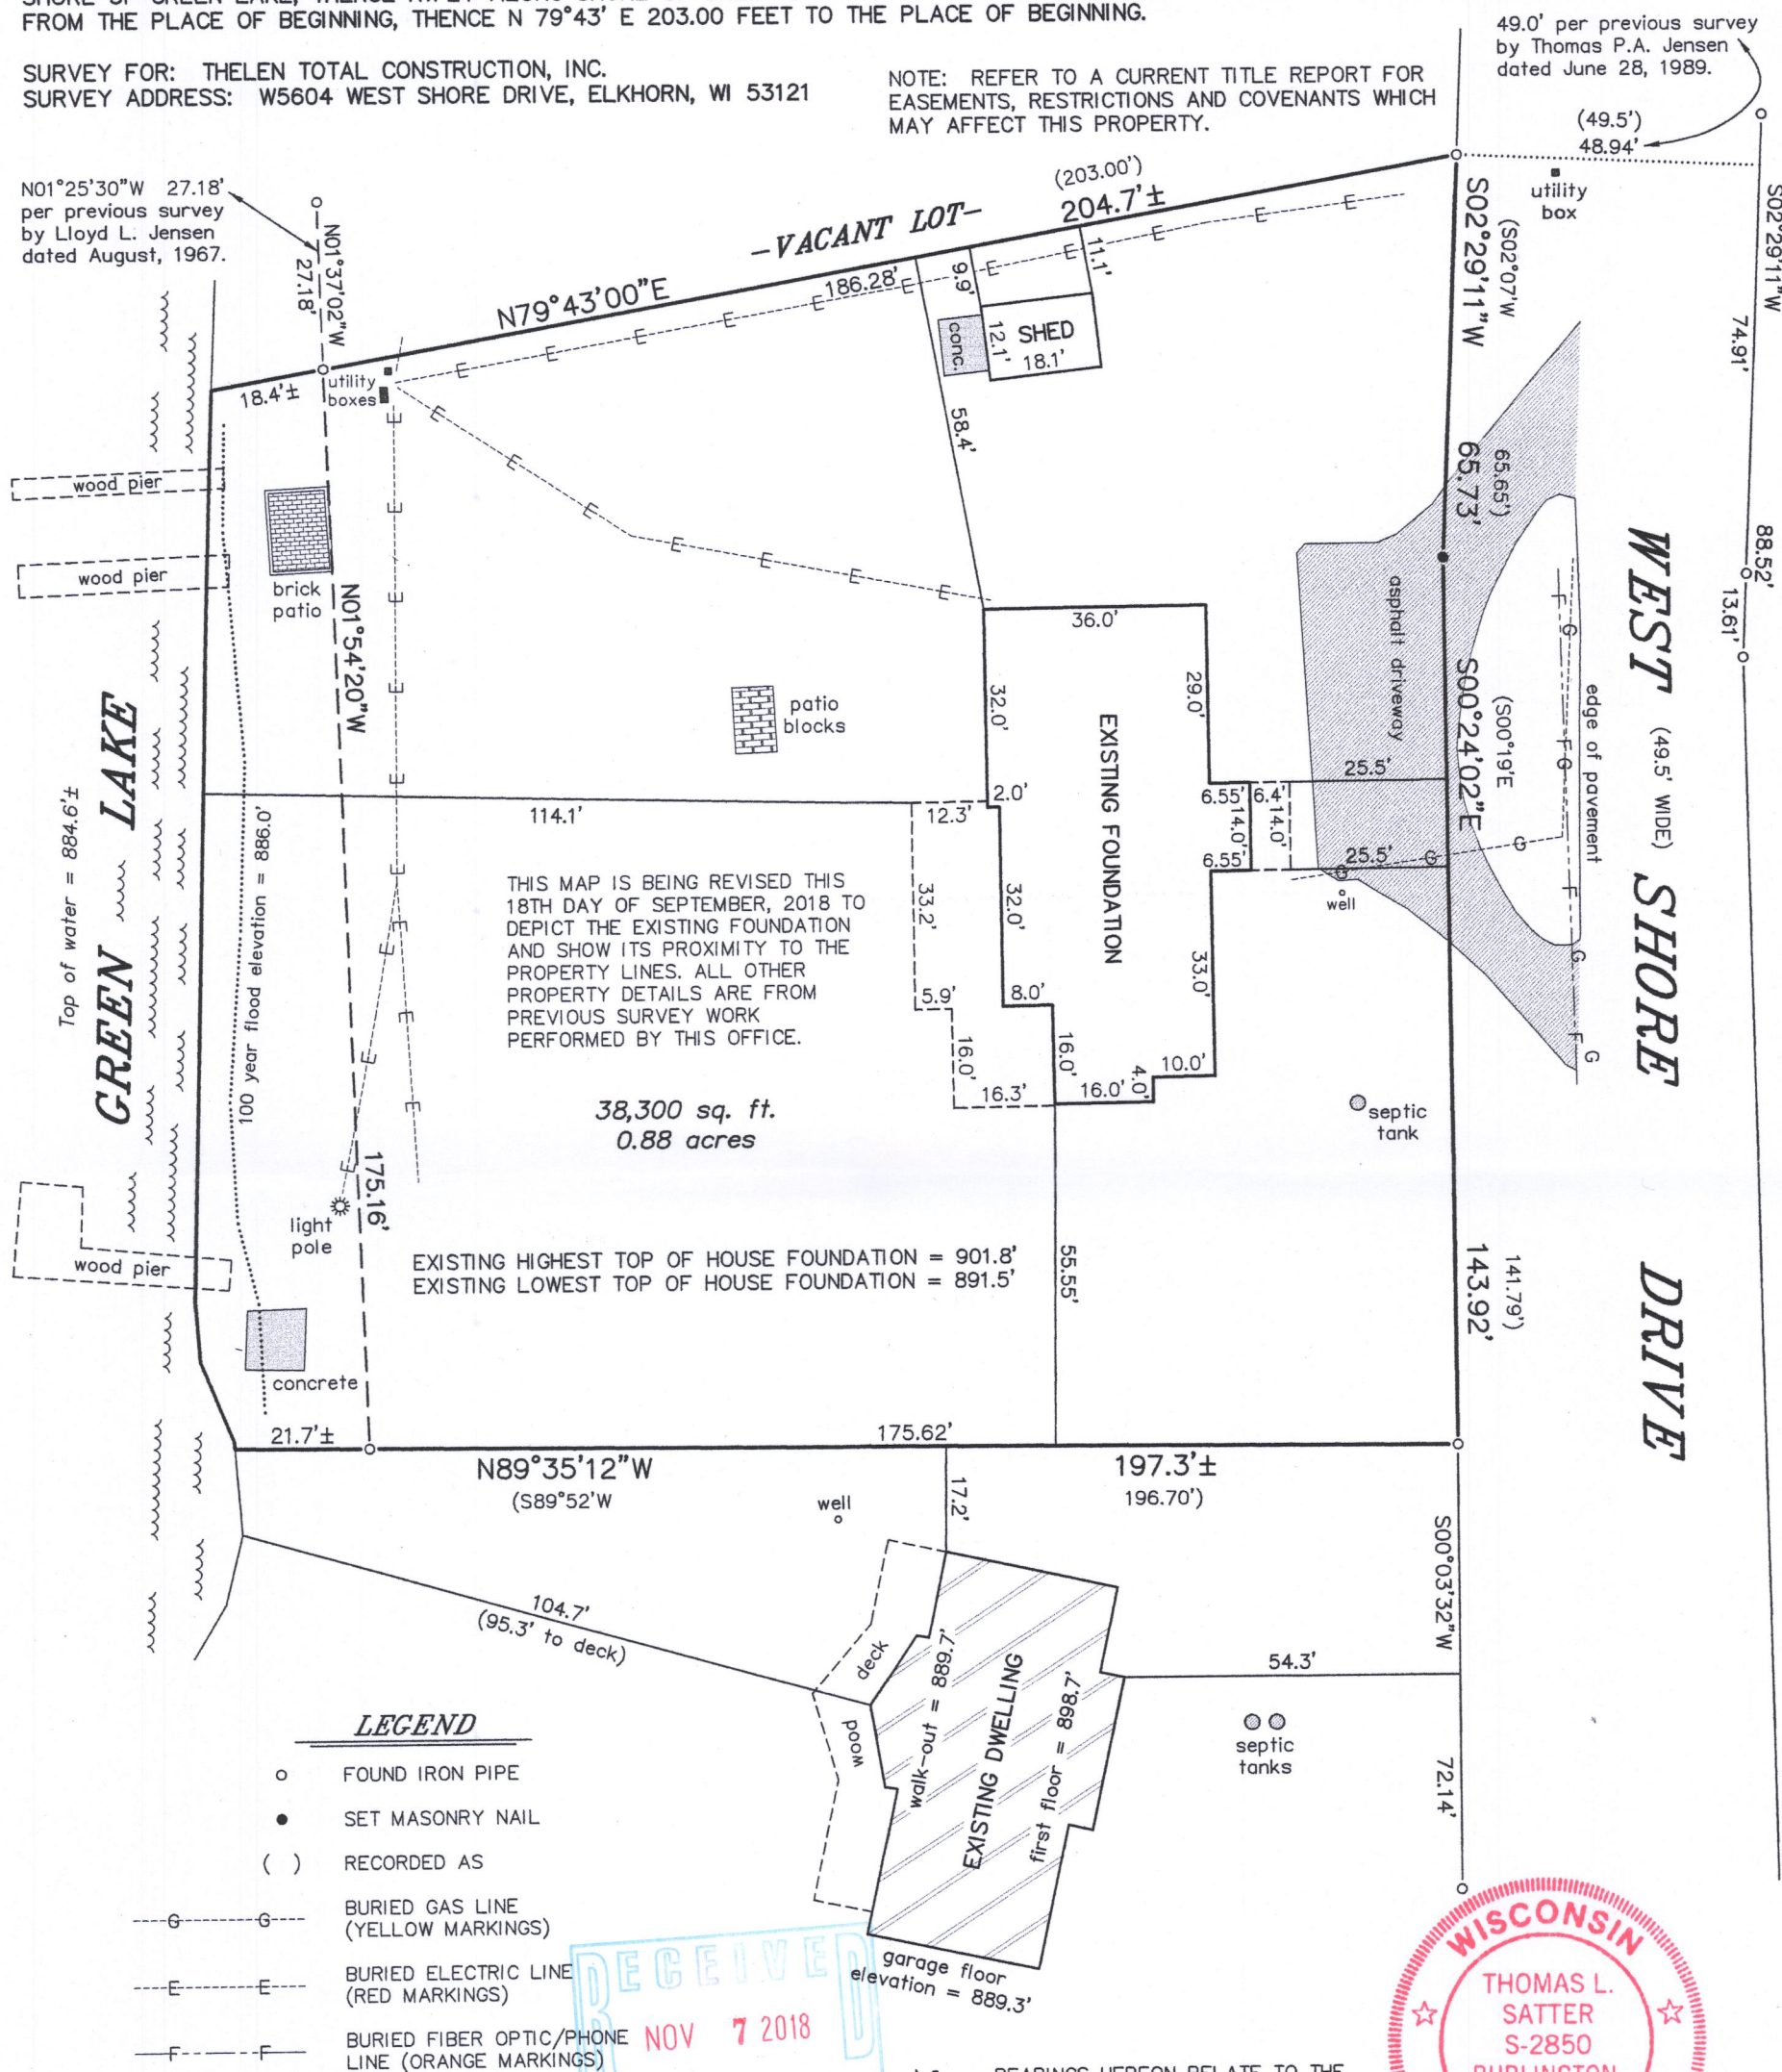 FROM THE PLACE OF BEGINNING, THENCE N 79°43' E 203.00 FEET TO THE PLACE OF BEGINNING.
SURVEY FOR: THELEN TOTAL CONSTRUCTION, INC.
SURVEY ADDRESS: W5604 WEST SHORE DRIVE, ELKHORN, WI 53121
NOTE: REFER TO A CURRENT TITLE REPORT FOR
EASEMENTS, RESTRICTIONS AND COVENANTS WHICH
MAY AFFECT THIS PROPERTY.
49.0' per previous survey
by Thomas P.A. Jensen
dated June 28, 1989.
(49.5')
48.94'
utility
box
S02°29'11"W
74.91'
88.52'
13.61'
N01°25'30"W 27.18'
per previous survey
by Lloyd L. Jensen
dated August, 1967.
N01°37'02"W
27.18'
(203.00')
204.7'±
-VACANT LOT-
N79°43'00"E
186.28'
E E E E E E E E E E E
9.9'
11.1'
conc.
12.1'
SHED
18.1'
58.4'
S02°29'11"W
(S02°07'W
65.73'
65.65')
18.4'±
utility
boxes
wood pier
wood pier
brick
patio
N01°54'20"W
patio
blocks
36.0'
32.0'
29.0'
EXISTING FOUNDATION
asphalt driveway
S00°24'02"E
(S00°19'E
edge of pavement
WEST (49.5' WIDE) SHORE DRIVE
25.5'
6.55'
6.4'
14.0'
14.0'
6.55'
25.5'
well
2.0'
12.3'
114.1'
Top of water = 884.6'±
GREEN LAKE
100 year flood elevation = 886.0'
THIS MAP IS BEING REVISED THIS
18TH DAY OF SEPTEMBER, 2018 TO
DEPICT THE EXISTING FOUNDATION
AND SHOW ITS PROXIMITY TO THE
PROPERTY LINES. ALL OTHER
PROPERTY DETAILS ARE FROM
PREVIOUS SURVEY WORK
PERFORMED BY THIS OFFICE.
33.2'
32.0'
33.0'
5.9'
8.0'
16.0'
16.0'
16.3'
16.0'
4.0'
10.0'
septic
tank
38,300 sq. ft.
0.88 acres
175.16'
light
pole
wood pier
EXISTING HIGHEST TOP OF HOUSE FOUNDATION = 901.8'
EXISTING LOWEST TOP OF HOUSE FOUNDATION = 891.5'
55.55'
143.92'
141.79')
concrete
21.7'±
175.62'
N89°35'12"W
(S89°52'W
197.3'±
196.70')
well
17.2'
S00°03'32"W
72.14'
104.7'
(95.3' to deck)
deck
wood
walk-out = 889.7'
EXISTING DWELLING
first floor = 898.7'
54.3'
septic
tanks
garage floor
elevation = 889.3'
LEGEND
FOUND IRON PIPE
SET MASONRY NAIL
( ) RECORDED AS
G G BURIED GAS LINE
(YELLOW MARKINGS)
E E BURIED ELECTRIC LINE
(RED MARKINGS)
F F BURIED FIBER OPTIC/PHONE
LINE (ORANGE MARKINGS)
RECEIVED
NOV 7 2018
WISCONSIN
THOMAS L.
SATTER
S-2850
BEARINGS HEREON RELATE TO THE